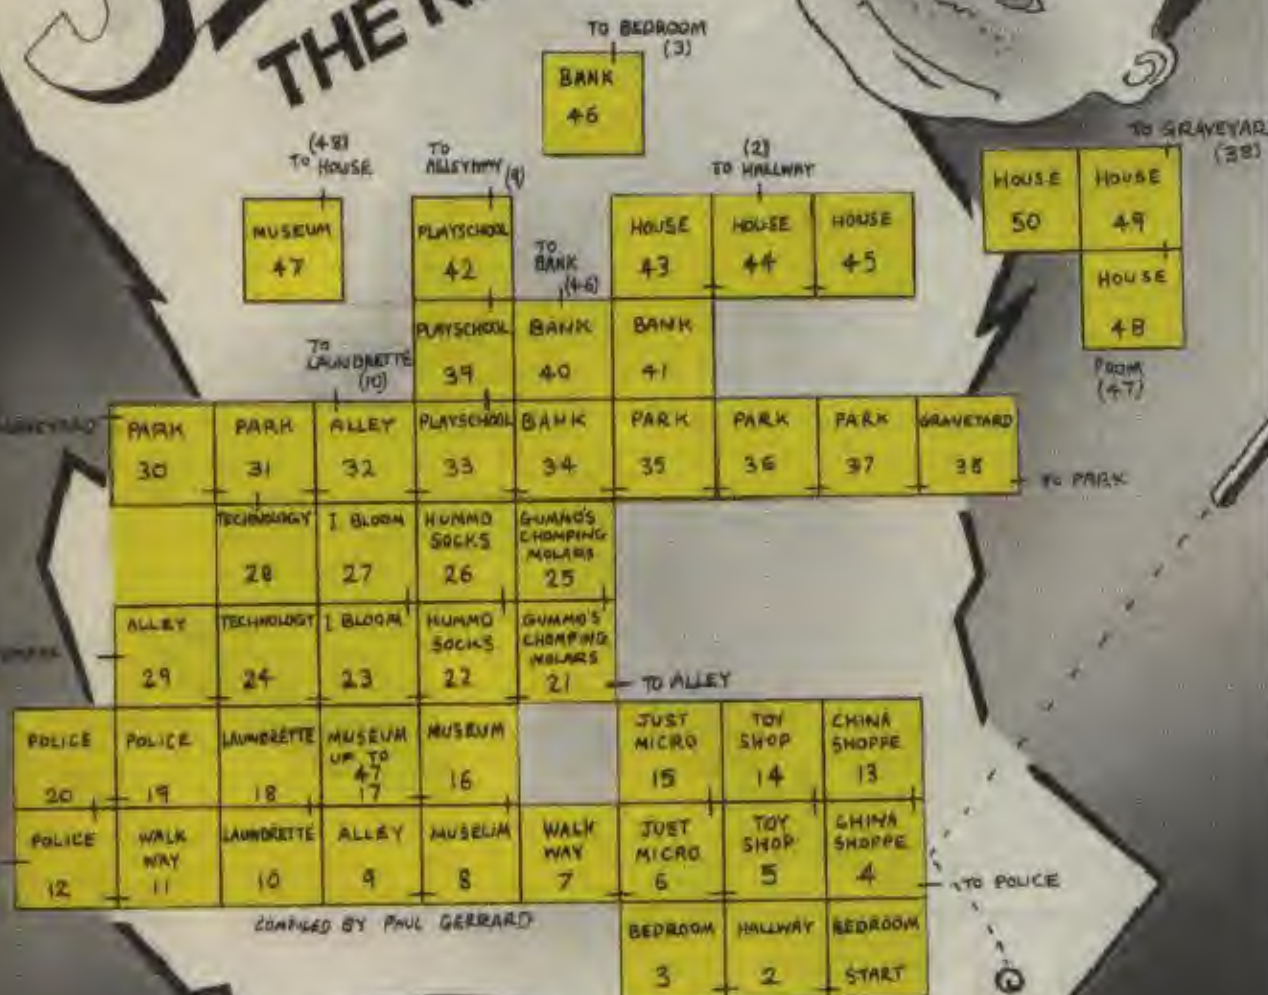 THE
TO BEDROOM
(3)
BANK
46
(48)
TO HOUSE
TO
ALLEYWAY (9)
(2)
TO HALLWAY
TO GRAVEYARD
(38)
MUSEUM
47
PLAYSCHOOL
42
TO
BANK
(46)
HOUSE
43
HOUSE
44
HOUSE
45
HOUSE
50
HOUSE
49
HOUSE
48
ROOM
(47)
TO
LAUNDRETTE
(10)
PLAYSCHOOL
39
BANK
40
BANK
41
GRAVEYARD
PARK
30
PARK
31
ALLEY
32
PLAYSCHOOL
33
BANK
34
PARK
35
PARK
36
PARK
37
GRAVEYARD
38
TO PARK
TECHNOLOGY
28
I BLOOM
27
HUMMO
SOCKS
26
GUMMO'S
CHOMPING
MOLARS
25
ALLEY
29
TECHNOLOGY
24
I BLOOM
23
HUMMO
SOCKS
22
GUMMO'S
CHOMPING
MOLARS
21
TO ALLEY
POLICE
20
POLICE
19
LAUNDRETTE
18
MUSEUM
UP TO
47
17
MUSEUM
16
JUST
MICRO
15
TOY
SHOP
14
CHINA
SHOPPE
13
POLICE
12
WALK
WAY
11
LAUNDRETTE
10
ALLEY
9
MUSEUM
8
WALK
WAY
7
JUST
MICRO
6
TOY
SHOP
5
CHINA
SHOPPE
4
TO POLICE
COMPILED BY PAUL GERRARD
BEDROOM
3
HALLWAY
2
BEDROOM
START